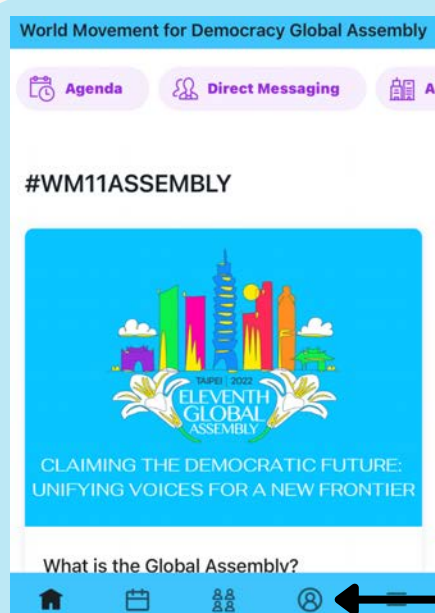 World Movement for Democracy Global Assembly
Agenda
Direct Messaging
A
#WM11ASSEMBLY
TAIPEI | 2022
ELEVENTH
GLOBAL
ASSEMBLY
CLAIMING THE DEMOCRATIC FUTURE:
UNIFYING VOICES FOR A NEW FRONTIER
What is the Global Assembly?